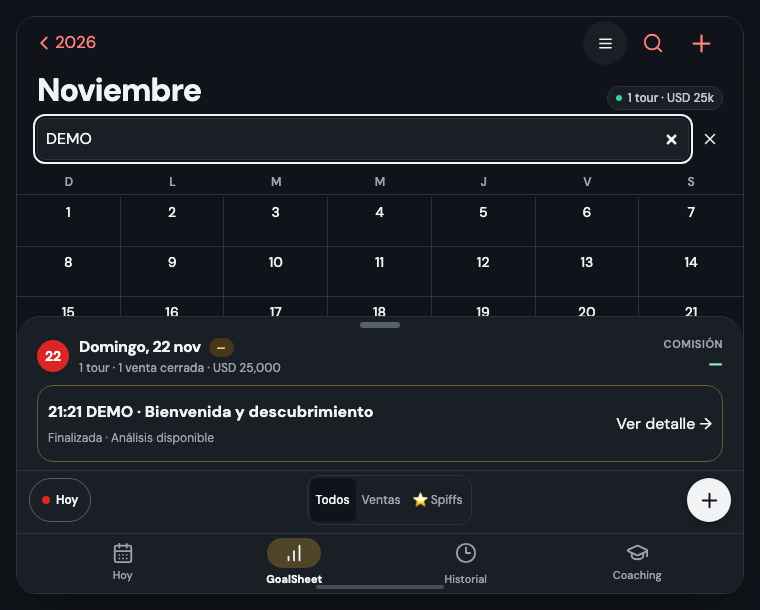 2026
Noviembre
1 tour · USD 25k
DEMO
D L M M J V S
1 2 3 4 5 6 7
8 9 10 11 12 13 14
15 16 17 18 19 20 21
22
Domingo, 22 nov –
COMISIÓN
1 tour · 1 venta cerrada · USD 25,000
—
21:21 DEMO · Bienvenida y descubrimiento
Finalizada · Análisis disponible
Ver detalle →
Hoy
Todos Ventas ⭐ Spiffs
Hoy GoalSheet Historial Coaching